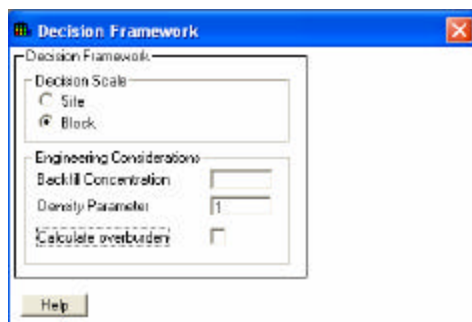 Decision Framework
Decision Framework
Decision Scale
Site
Block
Engineering Considerations
Backfill Concentration
Density Parameter 1
Calculate overburden
Help